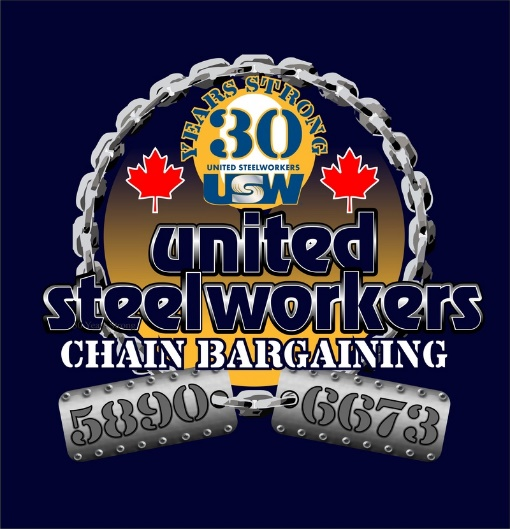 YEARS STRONG
30
UNITED STEELWORKERS
USW
united
steelworkers
CHAIN BARGAINING
5890 6673